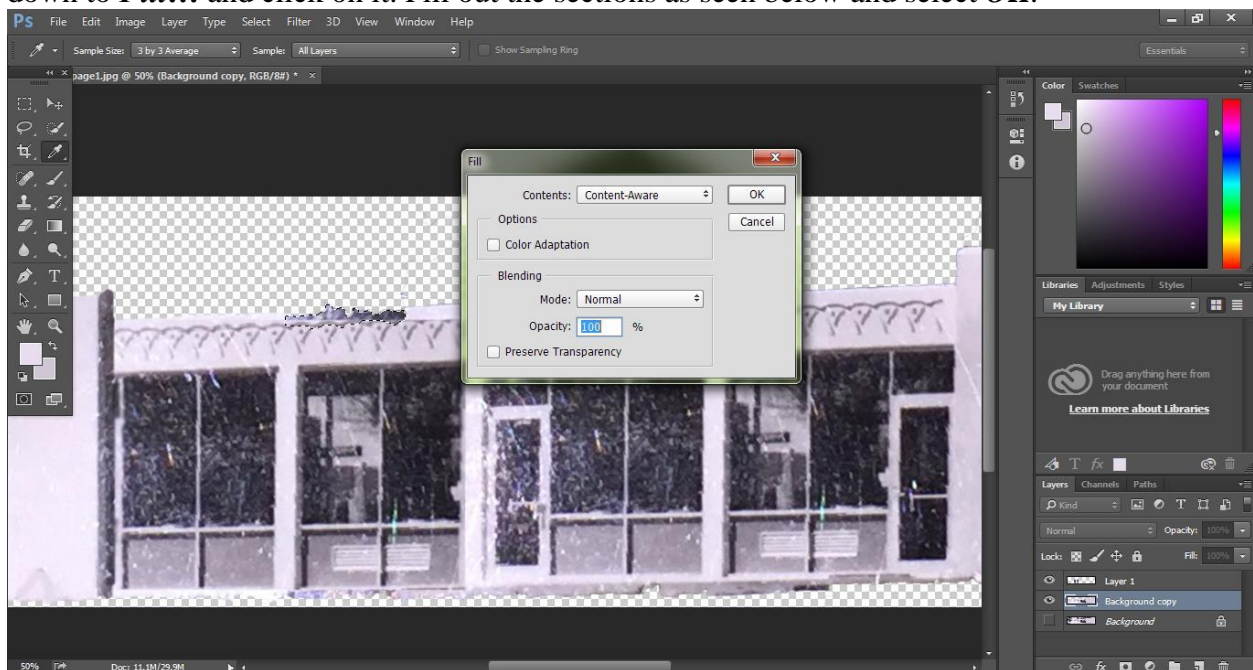 down to Fill… and click on it. Fill out the sections as seen below and select OK.
Ps File Edit Image Layer Type Select Filter 3D View Window Help
Sample Size: 3 by 3 Average Sample: All Layers Show Sampling Ring Essentials
page1.jpg @ 50% (Background copy, RGB/8#) * ×
Color Swatches
Fill
Contents: Content-Aware OK
Options Cancel
Color Adaptation
Blending
Mode: Normal
Opacity: 100 %
Preserve Transparency
Libraries Adjustments Styles
My Library
Drag anything here from
your document
Learn more about Libraries
T fx
Layers Channels Paths
Kind T
Normal Opacity: 100%
Lock: Fill: 100%
Layer 1
Background copy
Background
50% Doc: 11.1M/29.9M
fx